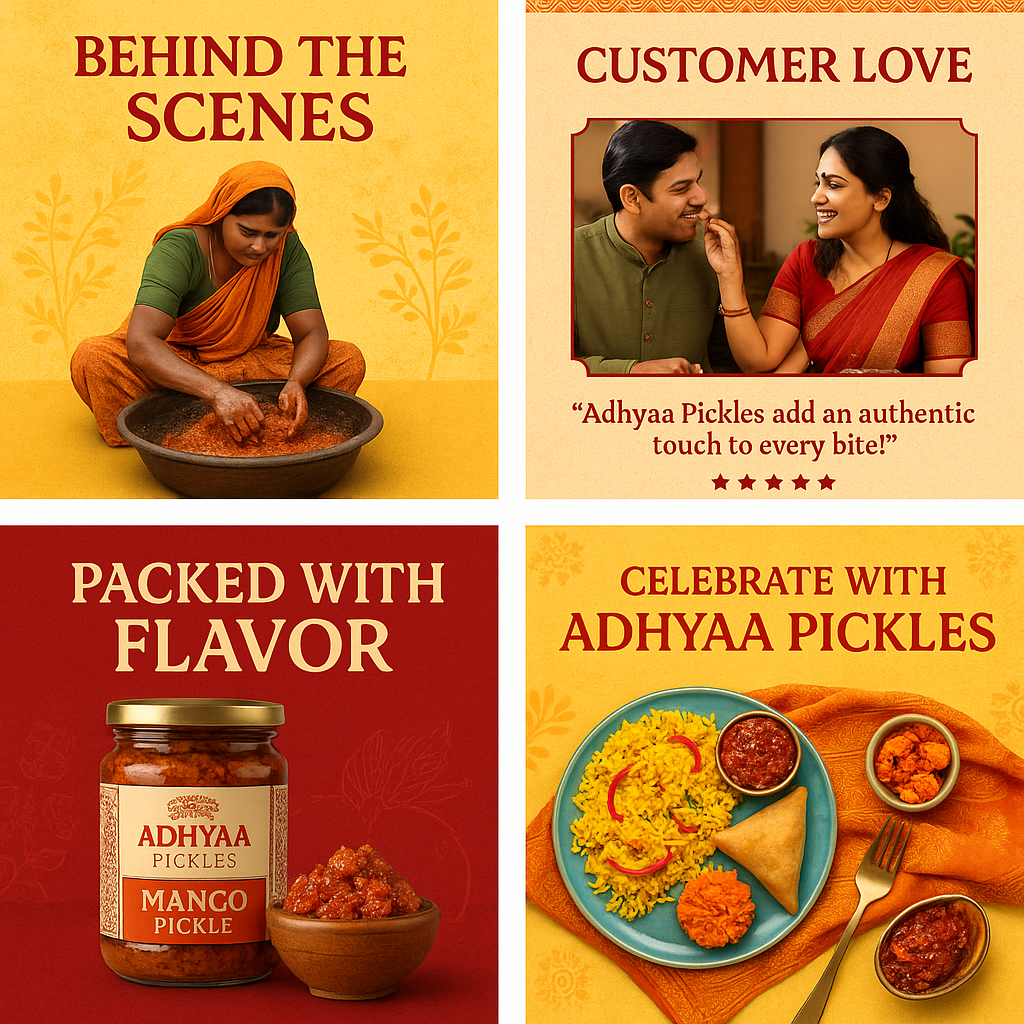 BEHIND THE
SCENES
CUSTOMER LOVE
“Adhyaa Pickles add an authentic
touch to every bite!”
PACKED WITH
FLAVOR
ADHYAA
PICKLES
MANGO
PICKLE
CELEBRATE WITH
ADHYAA PICKLES